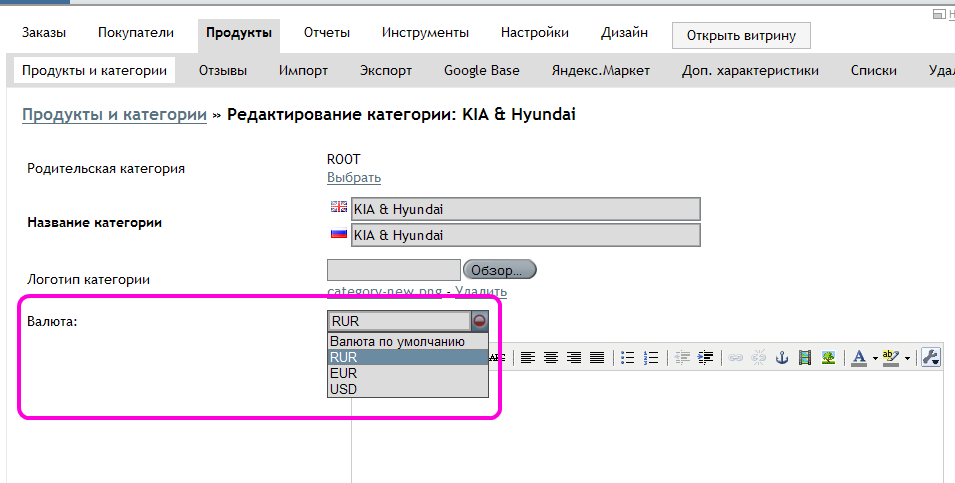 Заказы Покупатели Продукты Отчеты Инструменты Настройки Дизайн Открыть витрину
Продукты и категории Отзывы Импорт Экспорт Google Base Яндекс.Маркет Доп. характеристики Списки Уда
Продукты и категории » Редактирование категории: KIA & Hyundai
Родительская категория
ROOT
Выбрать
Название категории
KIA & Hyundai
KIA & Hyundai
Логотип категории
Обзор...
category-new.png - Удалить
Валюта:
RUR
Валюта по умолчанию
RUR
EUR
USD
ABC